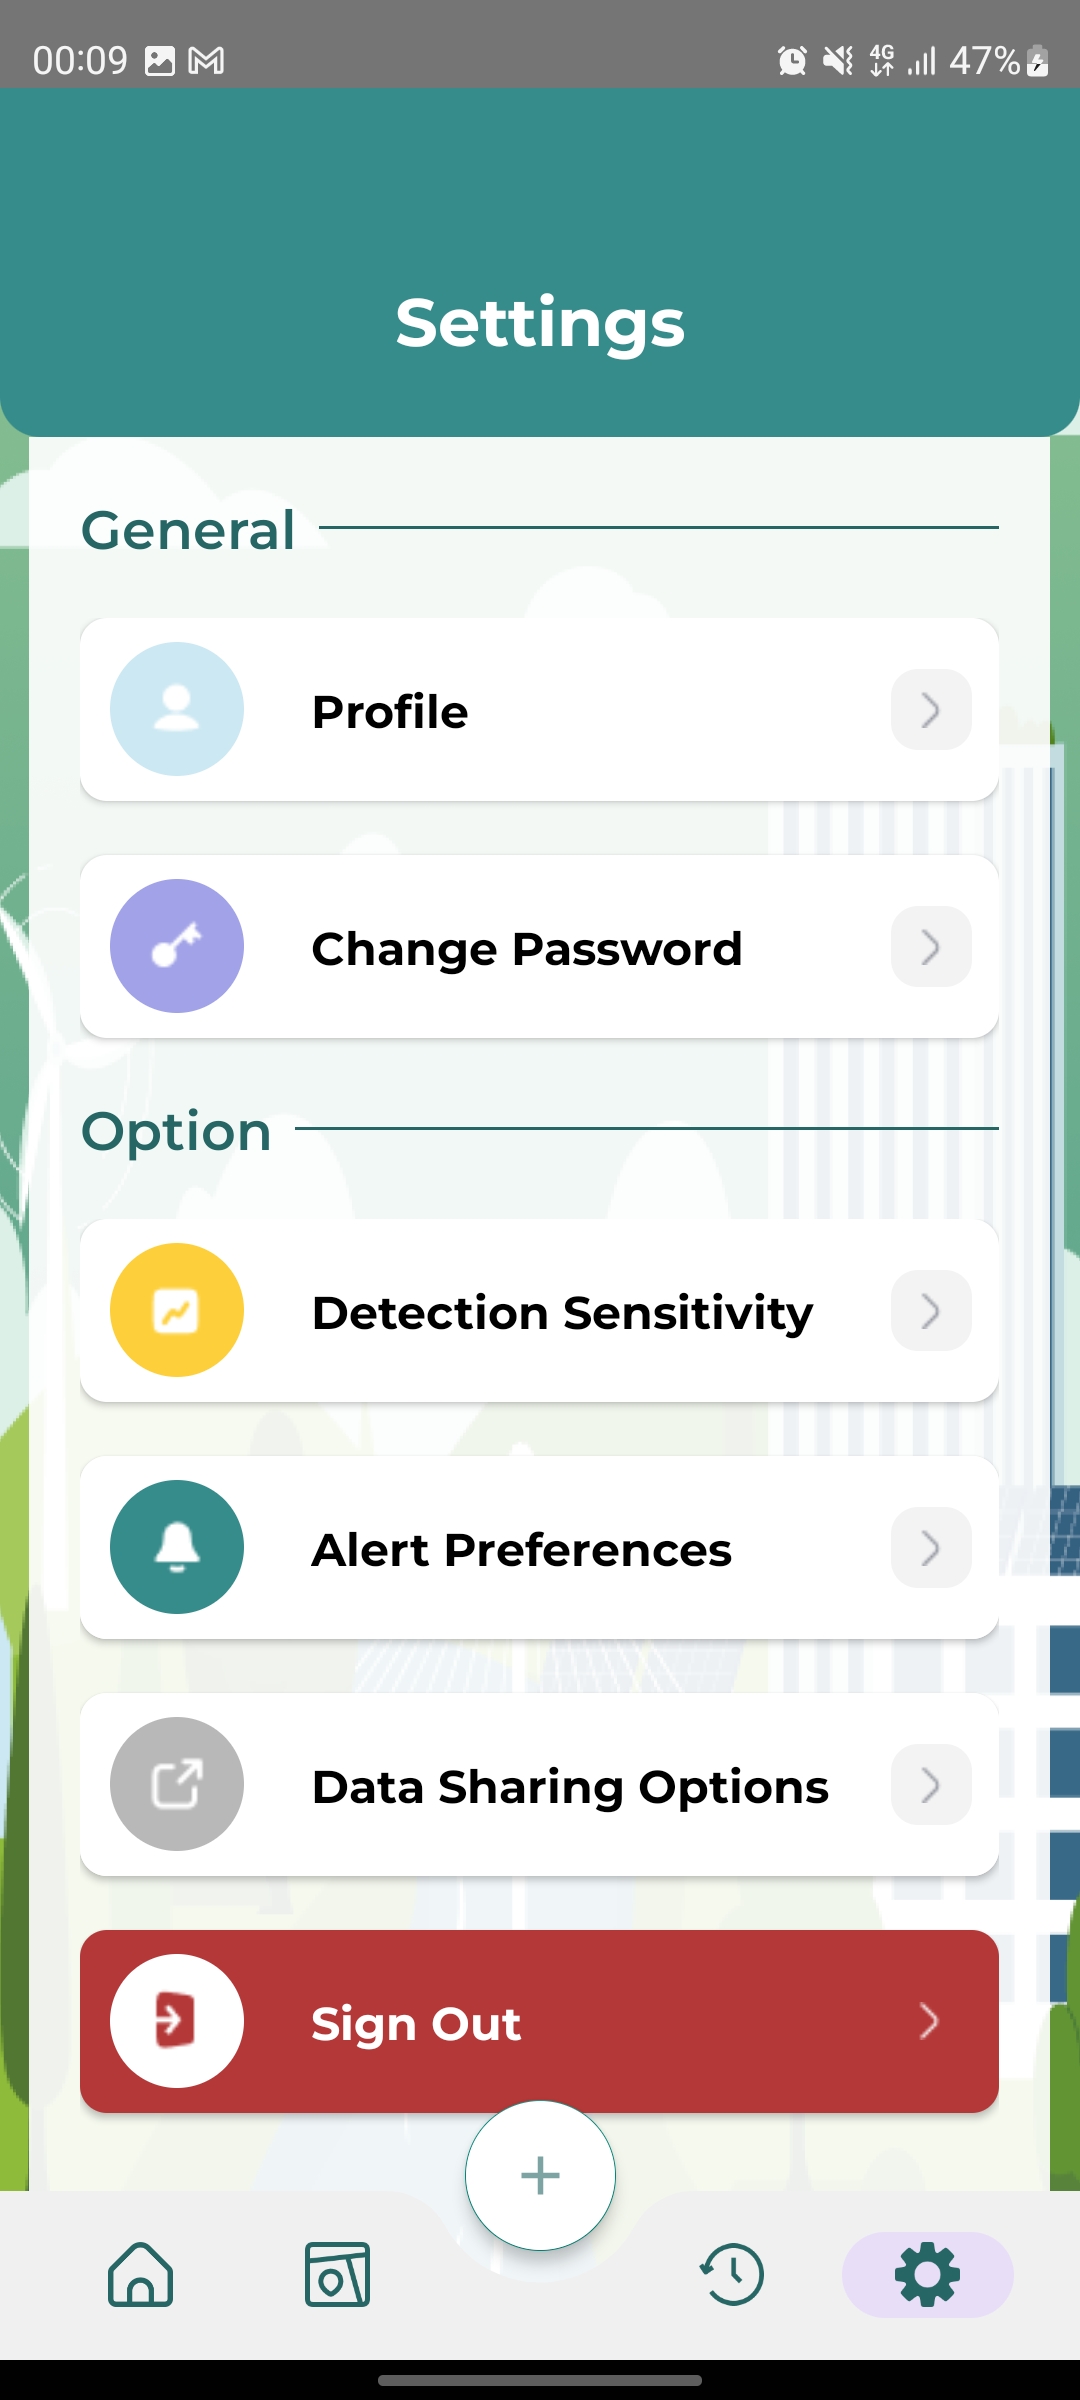 00:09
4G
47%
Settings
General
Profile
Change Password
Option
Detection Sensitivity
Alert Preferences
Data Sharing Options
Sign Out